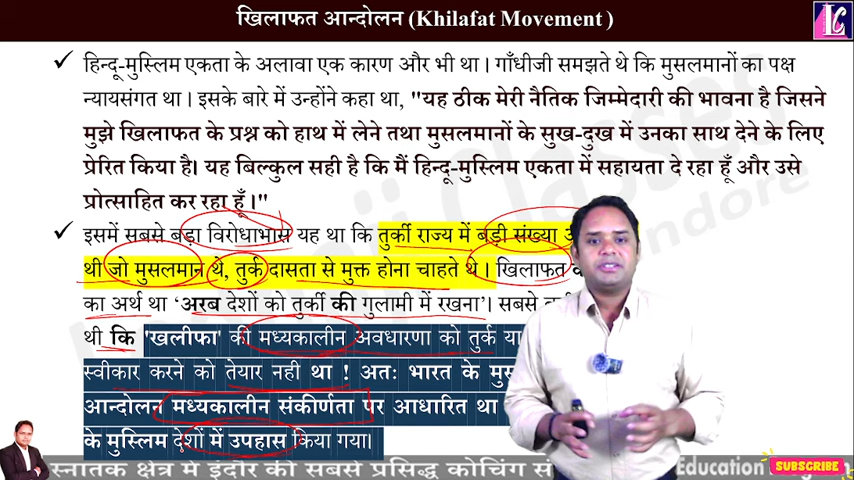 खिलाफत आन्दोलन (Khilafat Movement )
LC
हिन्दू-मुस्लिम एकता के अलावा एक कारण और भी था। गाँधीजी समझते थे कि मुसलमानों का पक्ष
न्यायसंगत था। इसके बारे में उन्होंने कहा था, "यह ठीक मेरी नैतिक जिम्मेदारी की भावना है जिसने
मुझे खिलाफत के प्रश्न को हाथ में लेने तथा मुसलमानों के सुख-दुख में उनका साथ देने के लिए
प्रेरित किया है। यह बिल्कुल सही है कि मैं हिन्दू-मुस्लिम एकता में सहायता दे रहा हूँ और उसे
प्रोत्साहित कर रहा हूँ।"
इसमें सबसे बड़ा विरोधाभास यह था कि तुर्की राज्य में बड़ी संख्या
थी जो मुसलमान थे, तुर्क दासता से मुक्त होना चाहते थे। खिलाफत
का अर्थ था 'अरब देशों को तुर्की की गुलामी में रखना'। सबसे
थी कि 'खलीफा' की मध्यकालीन अवधारणा को तुर्क
स्वीकार करने को तैयार नही था ! अतः भारत के
आन्दोलन मध्यकालीन संकीर्णता पर आधारित था
के मुस्लिम देशों में उपहास किया गया।
स्नातक क्षेत्र में इंदौर की सबसे प्रसिद्ध कोचिंग Education
SUBSCRIBE